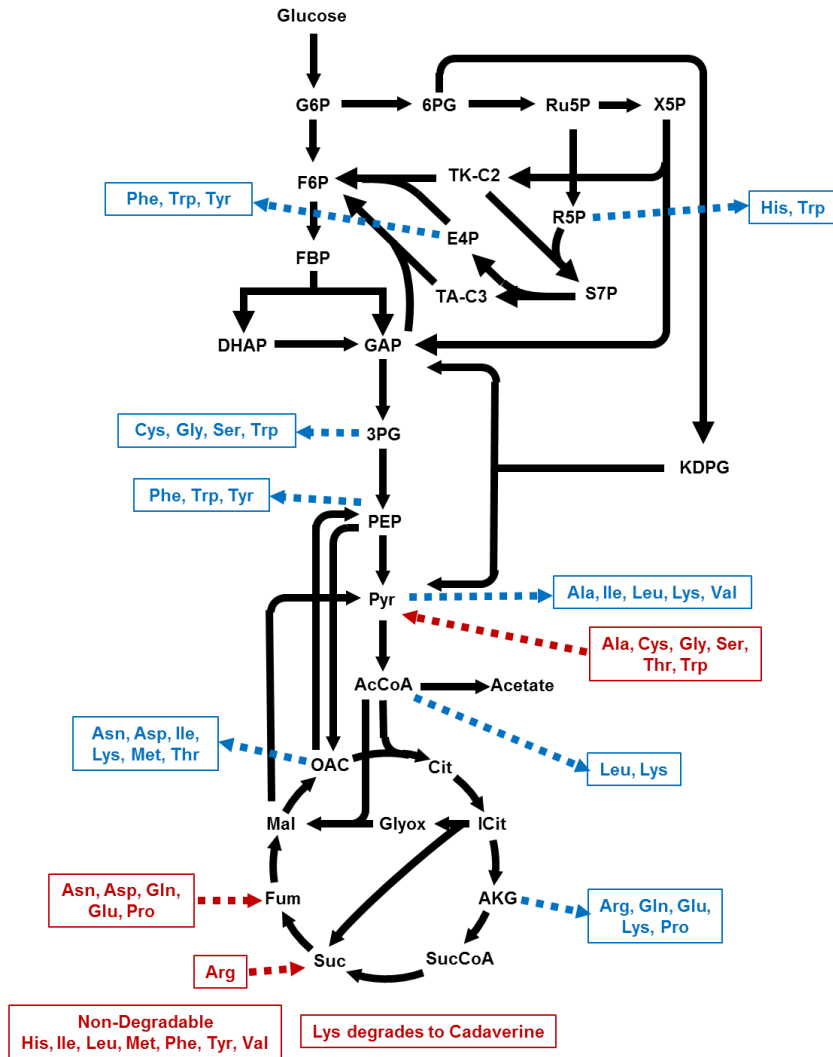 Glucose
G6P
6PG
Ru5P
X5P
F6P
TK-C2
Phe, Trp, Tyr
R5P
His, Trp
E4P
FBP
TA-C3
S7P
DHAP
GAP
Cys, Gly, Ser, Trp
3PG
KDPG
Phe, Trp, Tyr
PEP
Pyr
Ala, Ile, Leu, Lys, Val
Ala, Cys, Gly, Ser,
Thr, Trp
AcCoA
Acetate
Asn, Asp, Ile,
Lys, Met, Thr
OAC
Cit
Leu, Lys
Mal
Glyox
ICit
Asn, Asp, Gln,
Glu, Pro
Fum
AKG
Arg, Gln, Glu,
Lys, Pro
Arg
Suc
SucCoA
Non-Degradable
His, Ile, Leu, Met, Phe, Tyr, Val
Lys degrades to Cadaverine